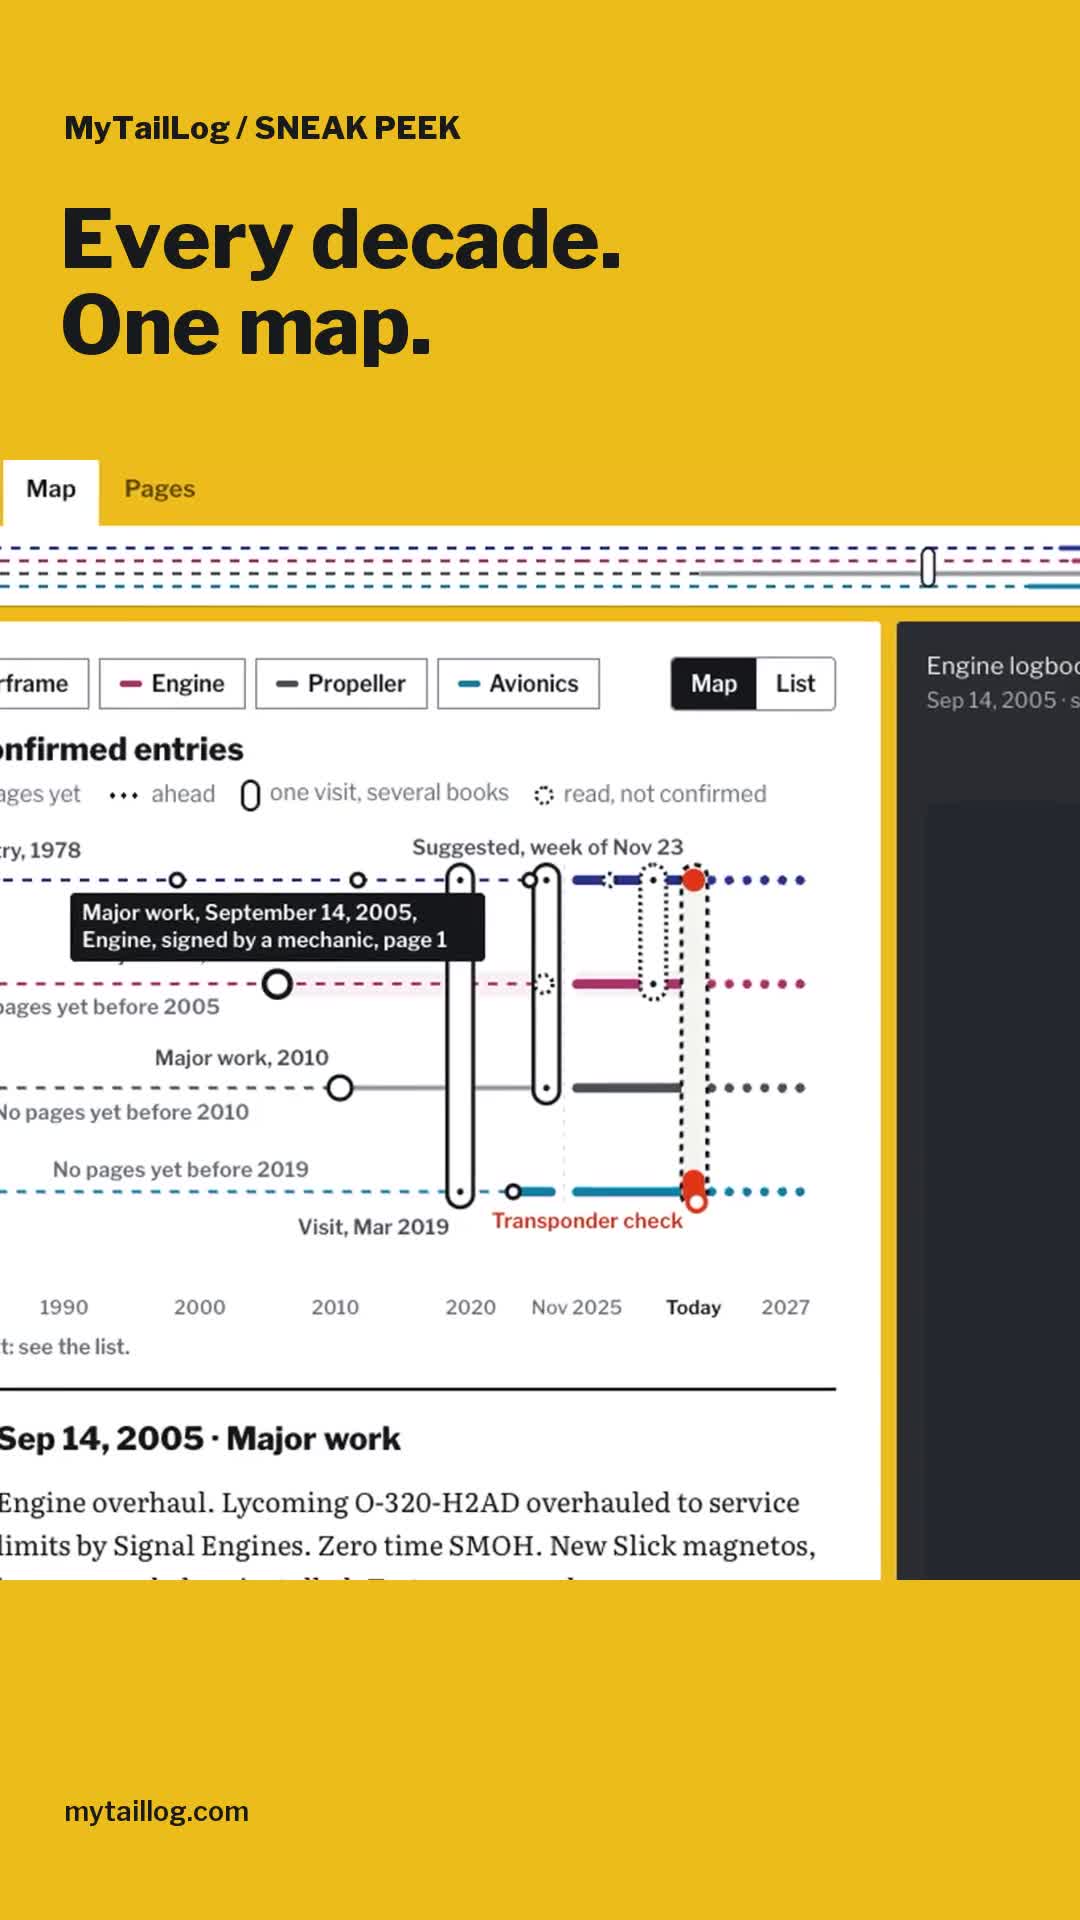 MyTailLog / SNEAK PEEK
Every decade.
One map.
Map Pages
rframe Engine Propeller Avionics Map List
Engine logboo
Sep 14, 2005 · s
onfirmed entries
ages yet ahead one visit, several books read, not confirmed
ry, 1978
Suggested, week of Nov 23
Major work, September 14, 2005,
Engine, signed by a mechanic, page 1
pages yet before 2005
Major work, 2010
No pages yet before 2010
No pages yet before 2019
Visit, Mar 2019
Transponder check
1990 2000 2010 2020 Nov 2025 Today 2027
t: see the list.
Sep 14, 2005 · Major work
Engine overhaul. Lycoming O-320-H2AD overhauled to service
limits by Signal Engines. Zero time SMOH. New Slick magnetos,
mytaillog.com